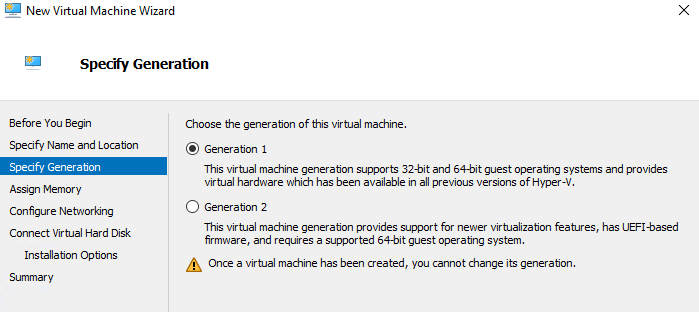 New Virtual Machine Wizard
Specify Generation
Before You Begin
Specify Name and Location
Specify Generation
Assign Memory
Configure Networking
Connect Virtual Hard Disk
Installation Options
Summary
Choose the generation of this virtual machine.
Generation 1
This virtual machine generation supports 32-bit and 64-bit guest operating systems and provides
virtual hardware which has been available in all previous versions of Hyper-V.
Generation 2
This virtual machine generation provides support for newer virtualization features, has UEFI-based
firmware, and requires a supported 64-bit guest operating system.
Once a virtual machine has been created, you cannot change its generation.